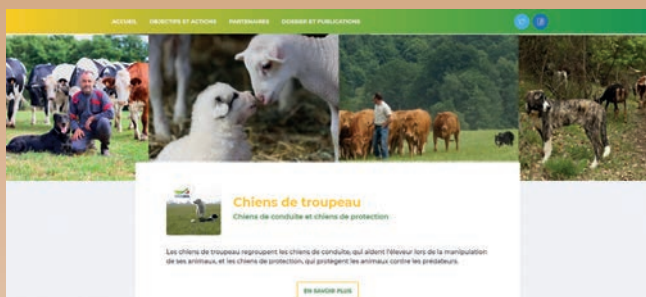 ACCUEIL OBJECTIFS ET ACTIONS PARTENAIRES DOSSIER ET PUBLICATIONS
Chiens de troupeau
Chiens de conduite et chiens de protection
Les chiens de troupeau regroupent les chiens de conduite, qui aident l'éleveur lors de la manipulation
de ses animaux, et les chiens de protection, qui protègent les animaux contre les prédateurs.
EN SAVOIR PLUS